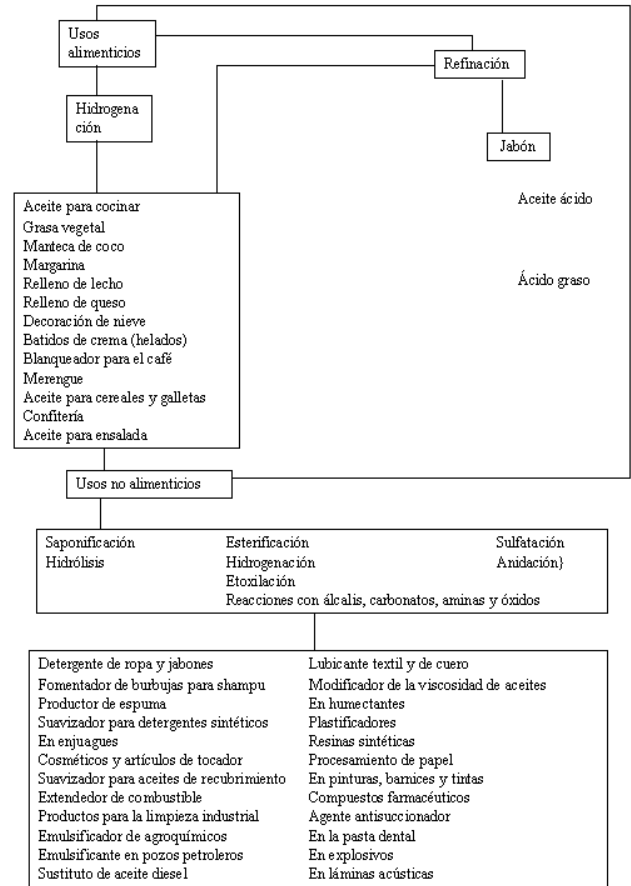 Usos
alimenticios
Refinación
Hidrogena
ción
Jabón
Aceite ácido
Ácido graso
Aceite para cocinar
Grasa vegetal
Manteca de coco
Margarina
Relleno de lecho
Relleno de queso
Decoración de nieve
Batidos de crema (helados)
Blanqueador para el café
Merengue
Aceite para cereales y galletas
Confitería
Aceite para ensalada
Usos no alimenticios
Saponificación
Hidrólisis
Esterificación
Hidrogenación
Etoxilación
Reacciones con álcalis, carbonatos, aminas y óxidos
Sulfatación
Anidación}
Detergente de ropa y jabones
Fomentador de burbujas para shampu
Productor de espuma
Suavizador para detergentes sintéticos
En enjuagues
Cosméticos y artículos de tocador
Suavizador para aceites de recubrimiento
Extendedor de combustible
Productos para la limpieza industrial
Emulsificador de agroquímicos
Emulsificante en pozos petroleros
Sustituto de aceite diesel
Lubicante textil y de cuero
Modificador de la viscosidad de aceites
En humectantes
Plastificadores
Resinas sintéticas
Procesamiento de papel
En pinturas, barnices y tintas
Compuestos farmacéuticos
Agente antisuccionador
En la pasta dental
En explosivos
En láminas acústicas